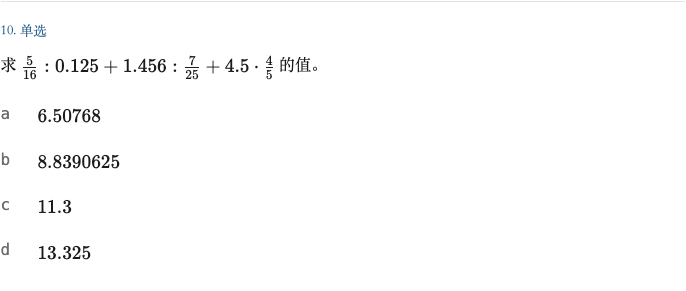 10. 单选
求 5/16 : 0.125 + 1.456 : 7/25 + 4.5 · 4/5 的值。
a 6.50768
b 8.8390625
c 11.3
d 13.325